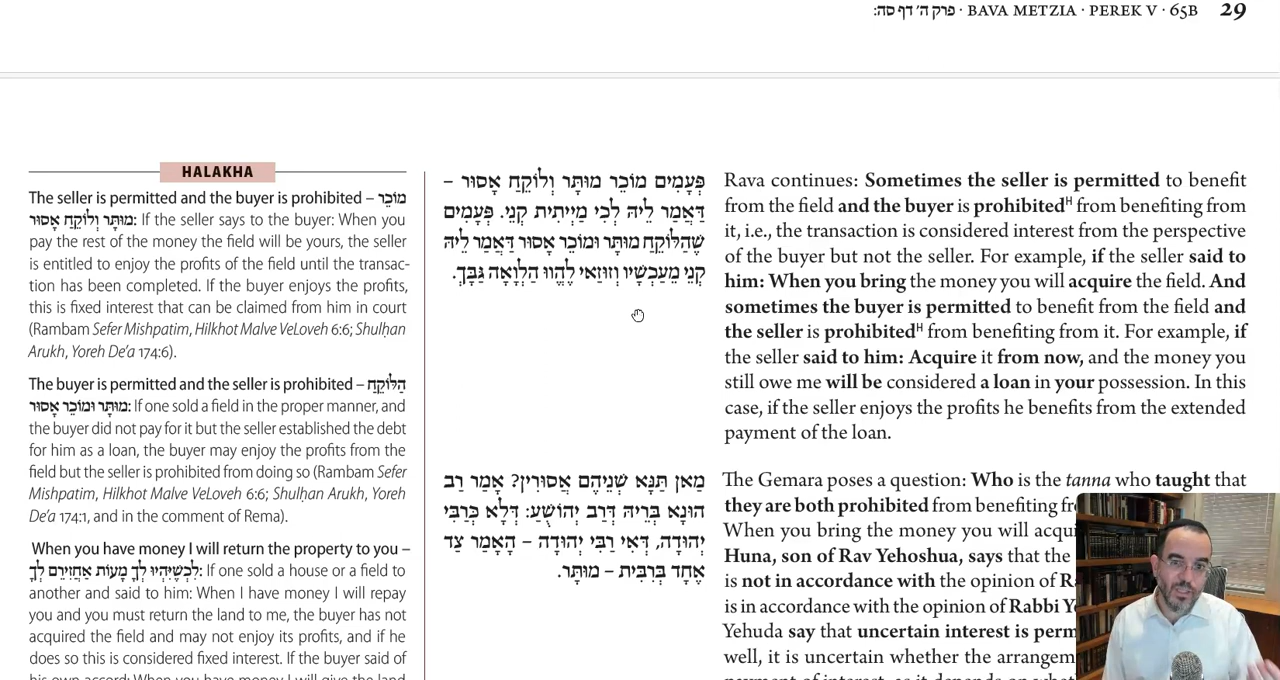 פרק ה׳ דף סה: · BAVA METZIA · PEREK V · 65B 29
HALAKHA
The seller is permitted and the buyer is prohibited – מוֹכֵר
מוּתָּר וְלוֹקֵחַ אָסוּר: If the seller says to the buyer: When you
pay the rest of the money the field will be yours, the seller
is entitled to enjoy the profits of the field until the transac-
tion has been completed. If the buyer enjoys the profits,
this is fixed interest that can be claimed from him in court
(Rambam Sefer Mishpatim, Hilkhot Malve VeLoveh 6:6; Shulḥan
Arukh, Yoreh De'a 174:6).
The buyer is permitted and the seller is prohibited – הַלּוֹקֵחַ
מוּתָּר וּמוֹכֵר אָסוּר: If one sold a field in the proper manner, and
the buyer did not pay for it but the seller established the debt
for him as a loan, the buyer may enjoy the profits from the
field but the seller is prohibited from doing so (Rambam Sefer
Mishpatim, Hilkhot Malve VeLoveh 6:6; Shulḥan Arukh, Yoreh
De'a 174:1, and in the comment of Rema).
When you have money I will return the property to you –
לִכְשֶׁיִּהְיוּ לְךָ מָעוֹת אַחֲזִירֵם לְךָ: If one sold a house or a field to
another and said to him: When I have money I will repay
you and you must return the land to me, the buyer has not
acquired the field and may not enjoy its profits, and if he
does so this is considered fixed interest. If the buyer said of
his own accord: When you have money I will give the land
פְּעָמִים מוֹכֵר מוּתָּר וְלוֹקֵחַ אָסוּר –
דַּאֲמַר לֵיהּ לְכִי מַיְיתִית קְנֵי. פְּעָמִים
שֶׁהַלּוֹקֵחַ מוּתָּר וּמוֹכֵר אָסוּר דַּאֲמַר לֵיהּ
קְנִי מֵעַכְשָׁיו וְזוּזַאי לֶהֱווּ הַלְוָאָה גַּבָּךְ.
מַאן תַּנָּא שְׁנֵיהֶם אֲסוּרִין? אָמַר רַב
הוּנָא בְּרֵיהּ דְּרַב יְהוֹשֻׁעַ: דְּלָא כְּרַבִּי
יְהוּדָה, דְּאִי רַבִּי יְהוּדָה – הָאָמַר צַד
אֶחָד בְּרִבִּית – מוּתָּר.
Rava continues: Sometimes the seller is permitted to benefit
from the field and the buyer is prohibitedᴴ from benefiting from
it, i.e., the transaction is considered interest from the perspective
of the buyer but not the seller. For example, if the seller said to
him: When you bring the money you will acquire the field. And
sometimes the buyer is permitted to benefit from the field and
the seller is prohibitedᴴ from benefiting from it. For example, if
the seller said to him: Acquire it from now, and the money you
still owe me will be considered a loan in your possession. In this
case, if the seller enjoys the profits he benefits from the extended
payment of the loan.
The Gemara poses a question: Who is the tanna who taught that
they are both prohibited from benefiting
When you bring the money you will
Huna, son of Rav Yehoshua, says that the
is not in accordance with the opinion of
is in accordance with the opinion of Rabbi
Yehuda say that uncertain interest is
well, it is uncertain whether the
payment of interest, so it depends on